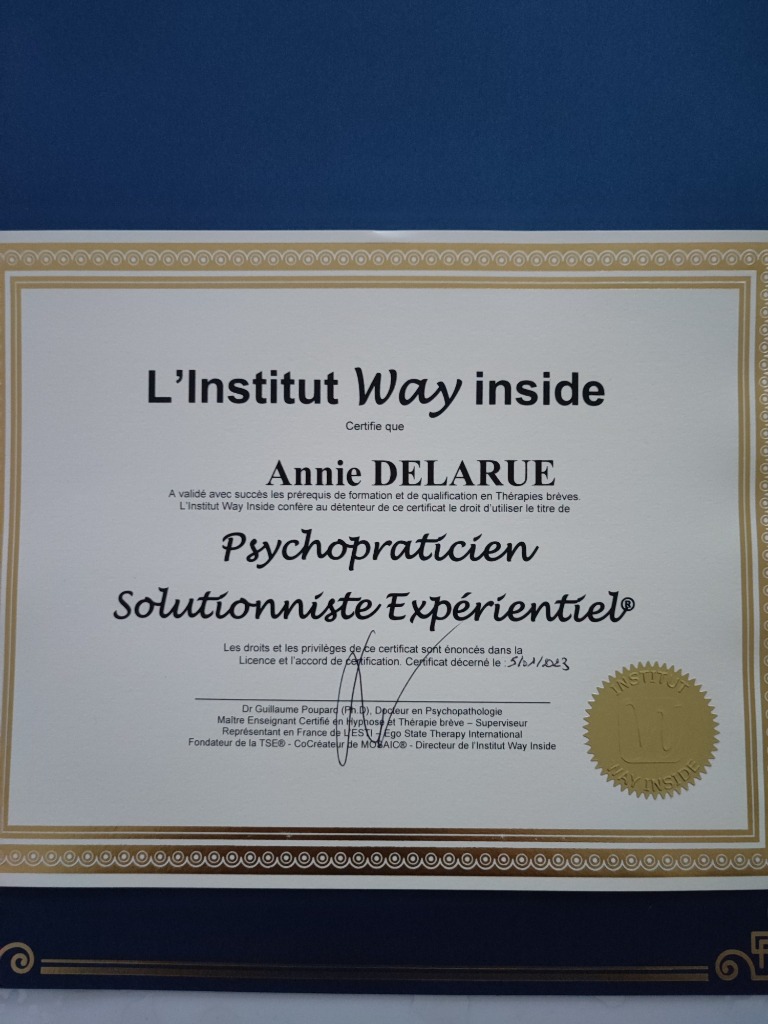 L'Institut Way inside
Certifie que
Annie DELARUE
A validé avec succès les prérequis de formation et de qualification en Thérapies brèves.
L'Institut Way Inside confère au détenteur de ce certificat le droit d'utiliser le titre de
Psychopraticien
Solutionniste Expérientiel®
Les droits et les privilèges de ce certificat sont énoncés dans la
Licence et l'accord de certification. Certificat décerné le : 5/01/2023
Dr Guillaume Poupard (Ph.D), Docteur en Psychopathologie
Maître Enseignant Certifié en Hypnose et Thérapie brève – Superviseur
Représentant en France de L'ESTI – Ego State Therapy International
Fondateur de la TSE® - CoCréateur de MOSAIC® - Directeur de l'Institut Way Inside
INSTITUT
WAY INSIDE